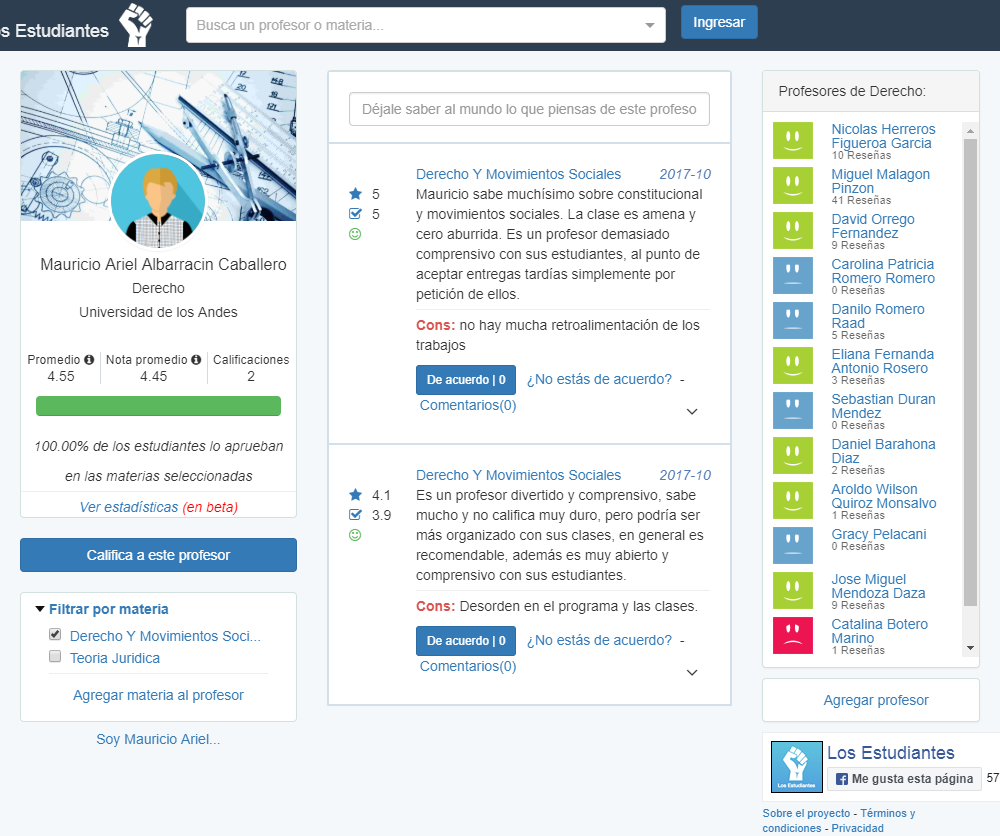 s Estudiantes
Busca un profesor o materia...
Ingresar
Mauricio Ariel Albarracin Caballero
Derecho
Universidad de los Andes
Promedio Nota promedio Calificaciones
4.55 4.45 2
100.00% de los estudiantes lo aprueban
en las materias seleccionadas
Ver estadísticas (en beta)
Califica a este profesor
Filtrar por materia
Derecho Y Movimientos Soci...
Teoria Juridica
Agregar materia al profesor
Soy Mauricio Ariel...
Déjale saber al mundo lo que piensas de este profeso
Derecho Y Movimientos Sociales 2017-10
5
5
Mauricio sabe muchísimo sobre constitucional
y movimientos sociales. La clase es amena y
cero aburrida. Es un profesor demasiado
comprensivo con sus estudiantes, al punto de
aceptar entregas tardías simplemente por
petición de ellos.
Cons: no hay mucha retroalimentación de los
trabajos
De acuerdo | 0 ¿No estás de acuerdo? -
Comentarios(0)
Derecho Y Movimientos Sociales 2017-10
4.1
3.9
Es un profesor divertido y comprensivo, sabe
mucho y no califica muy duro, pero podría ser
más organizado con sus clases, en general es
recomendable, además es muy abierto y
comprensivo con sus estudiantes.
Cons: Desorden en el programa y las clases.
De acuerdo | 0 ¿No estás de acuerdo? -
Comentarios(0)
Profesores de Derecho:
Nicolas Herreros
Figueroa Garcia
10 Reseñas
Miguel Malagon
Pinzon
41 Reseñas
David Orrego
Fernandez
9 Reseñas
Carolina Patricia
Romero Romero
0 Reseñas
Danilo Romero
Raad
5 Reseñas
Eliana Fernanda
Antonio Rosero
3 Reseñas
Sebastian Duran
Mendez
0 Reseñas
Daniel Barahona
Diaz
2 Reseñas
Aroldo Wilson
Quiroz Monsalvo
1 Reseñas
Gracy Pelacani
0 Reseñas
Jose Miguel
Mendoza Daza
9 Reseñas
Catalina Botero
Marino
1 Reseñas
Agregar profesor
Los Estudiantes
Los Estudiantes
Me gusta esta página 57
Sobre el proyecto - Términos y
condiciones - Privacidad